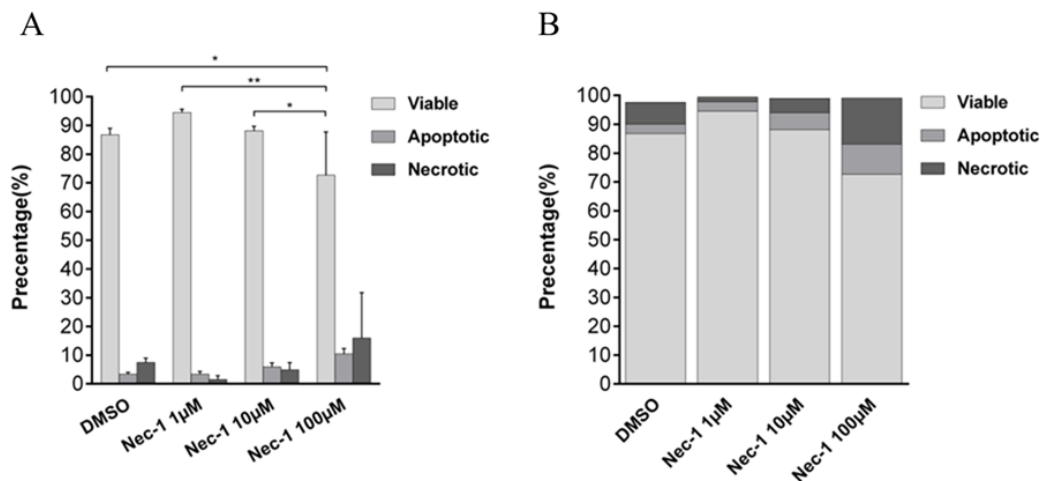 A
*
**
*
100
90
80
70
60
50
40
30
20
10
0
Precentage(%)
Viable
Apoptotic
Necrotic
DMSO
Nec-1 1μM
Nec-1 10μM
Nec-1 100μM
B
100
90
80
70
60
50
40
30
20
10
0
Precentage(%)
Viable
Apoptotic
Necrotic
DMSO
Nec-1 1μM
Nec-1 10μM
Nec-1 100μM